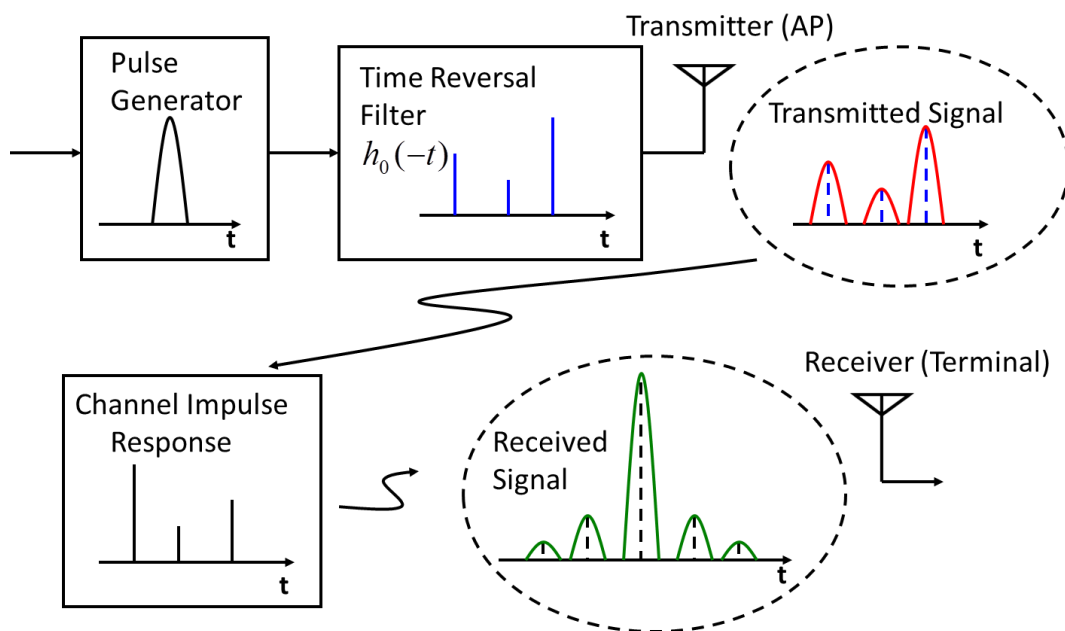 Transmitter (AP)
Pulse
Generator
t
Time Reversal
Filter
h₀(−t)
t
Transmitted Signal
t
Channel Impulse
Response
t
Received
Signal
t
Receiver (Terminal)